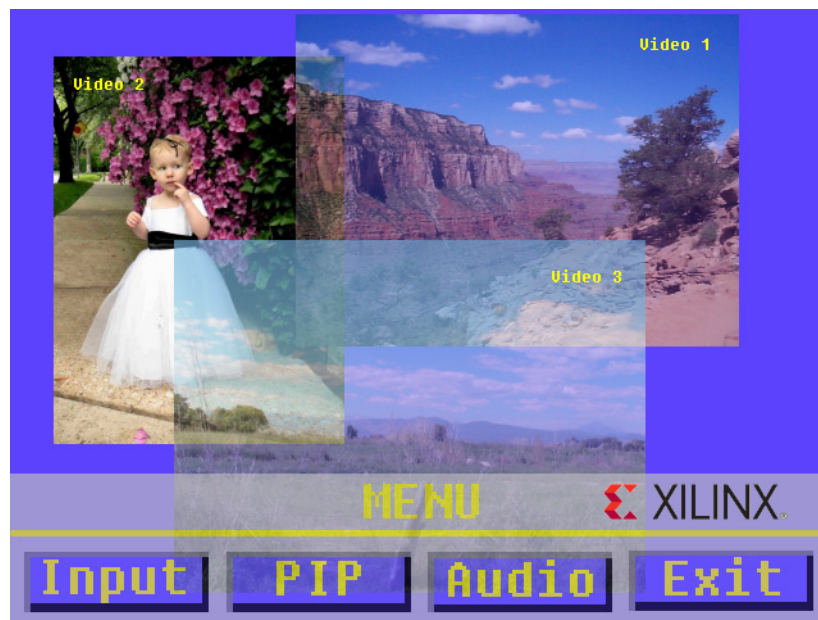 Video 1
Video 2
Video 3
MENU
XILINX®
Input
PIP
Audio
Exit